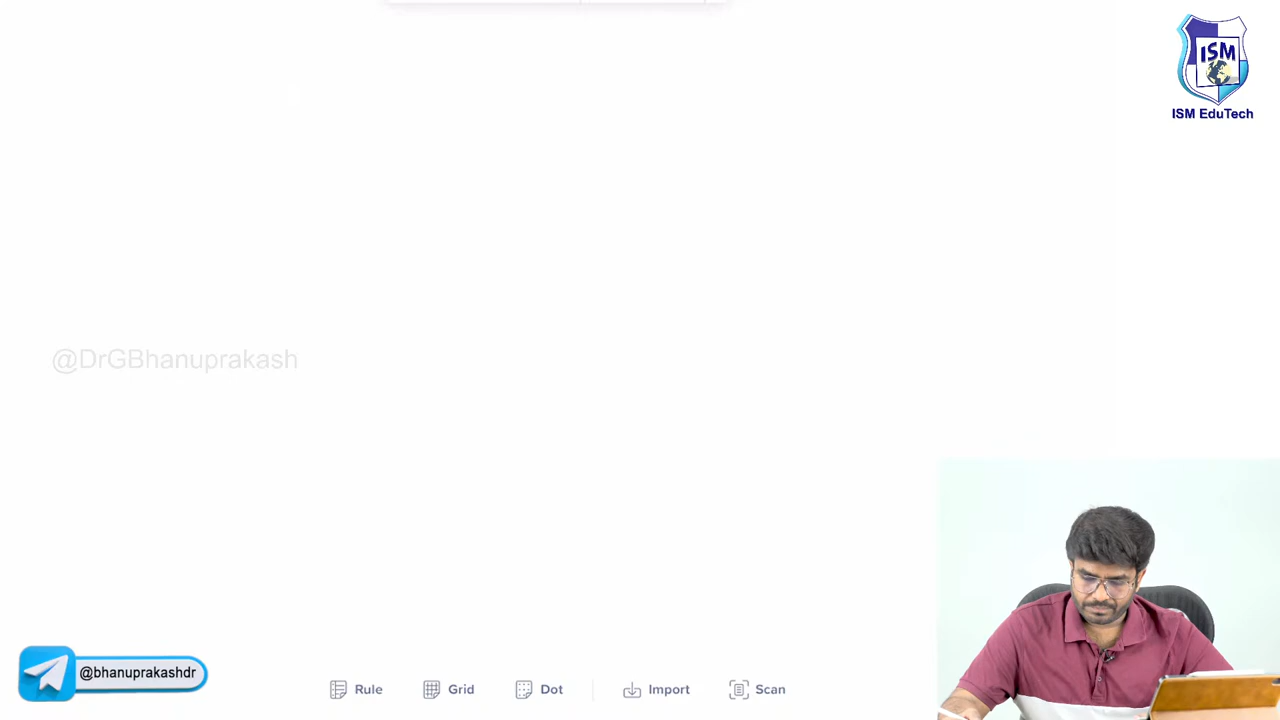 ISM
ISM EduTech
@DrGBhanuprakash
@bhanuprakashdr
Rule Grid Dot Import Scan